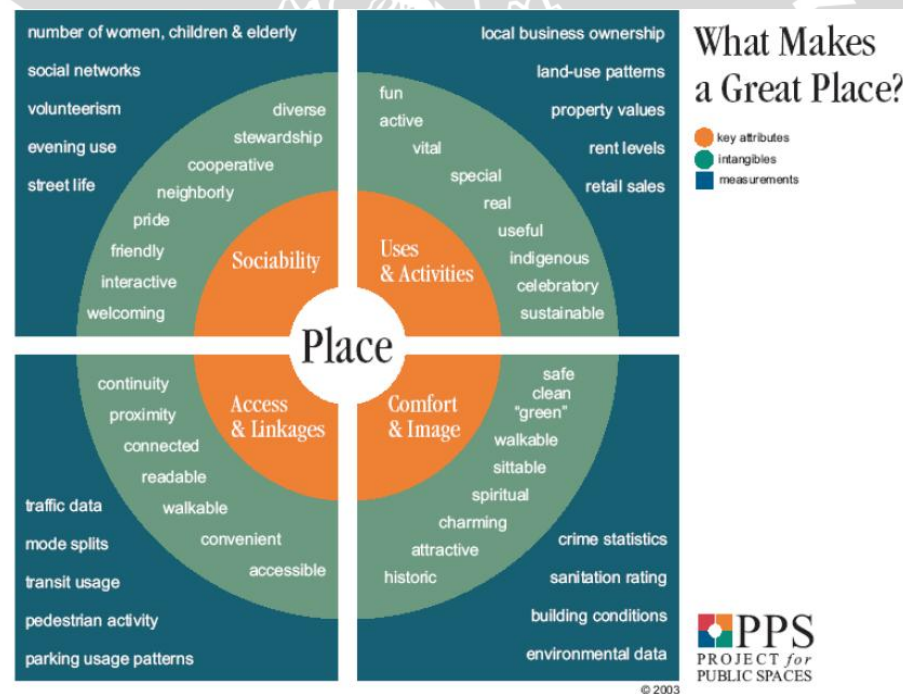 What Makes
a Great Place?
key attributes
intangibles
measurements
number of women, children & elderly
social networks
volunteerism
evening use
street life
diverse
stewardship
cooperative
neighborly
pride
friendly
interactive
welcoming
Sociability
local business ownership
land-use patterns
property values
rent levels
retail sales
fun
active
vital
special
real
useful
indigenous
celebratory
sustainable
Uses
& Activities
Place
continuity
proximity
connected
readable
walkable
convenient
accessible
Access
& Linkages
traffic data
mode splits
transit usage
pedestrian activity
parking usage patterns
Comfort
& Image
safe
clean
"green"
walkable
sittable
spiritual
charming
attractive
historic
crime statistics
sanitation rating
building conditions
environmental data
PPS
PROJECT for
PUBLIC SPACES
© 2003